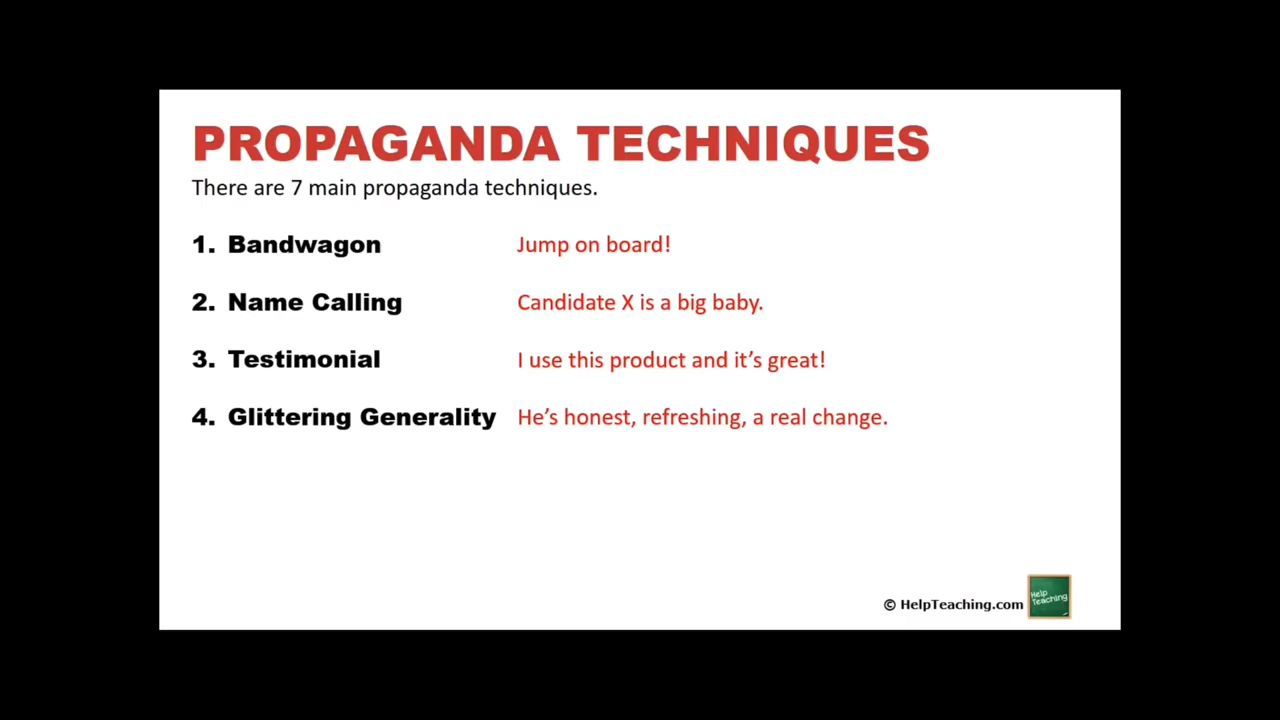 PROPAGANDA TECHNIQUES
There are 7 main propaganda techniques.
1. Bandwagon Jump on board!
2. Name Calling Candidate X is a big baby.
3. Testimonial I use this product and it’s great!
4. Glittering Generality He’s honest, refreshing, a real change.
© HelpTeaching.com
Help
Teaching